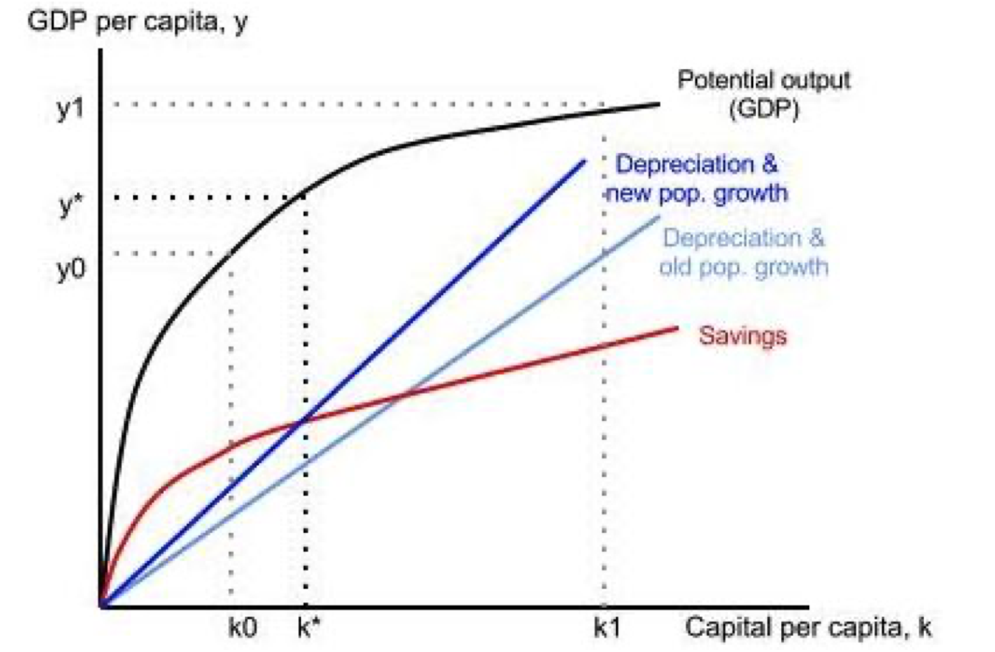 GDP per capita, y
y1
Potential output
(GDP)
Depreciation &
new pop. growth
y*
Depreciation &
old pop. growth
y0
Savings
k0
k*
k1
Capital per capita, k